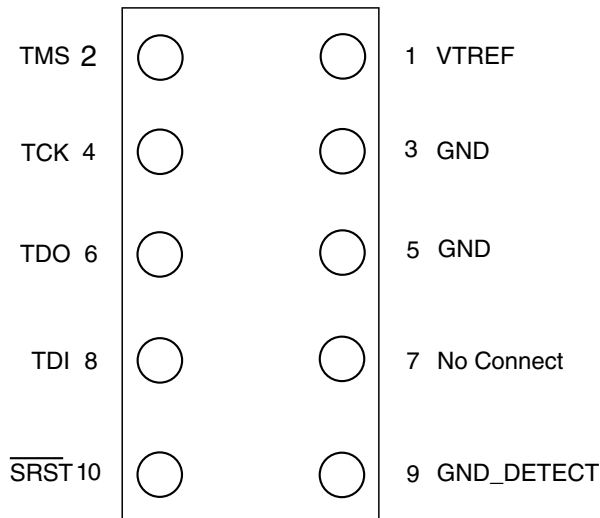 TMS 2 1 VTREF
TCK 4 3 GND
TDO 6 5 GND
TDI 8 7 No Connect
S̅R̅S̅T̅ 10 9 GND_DETECT